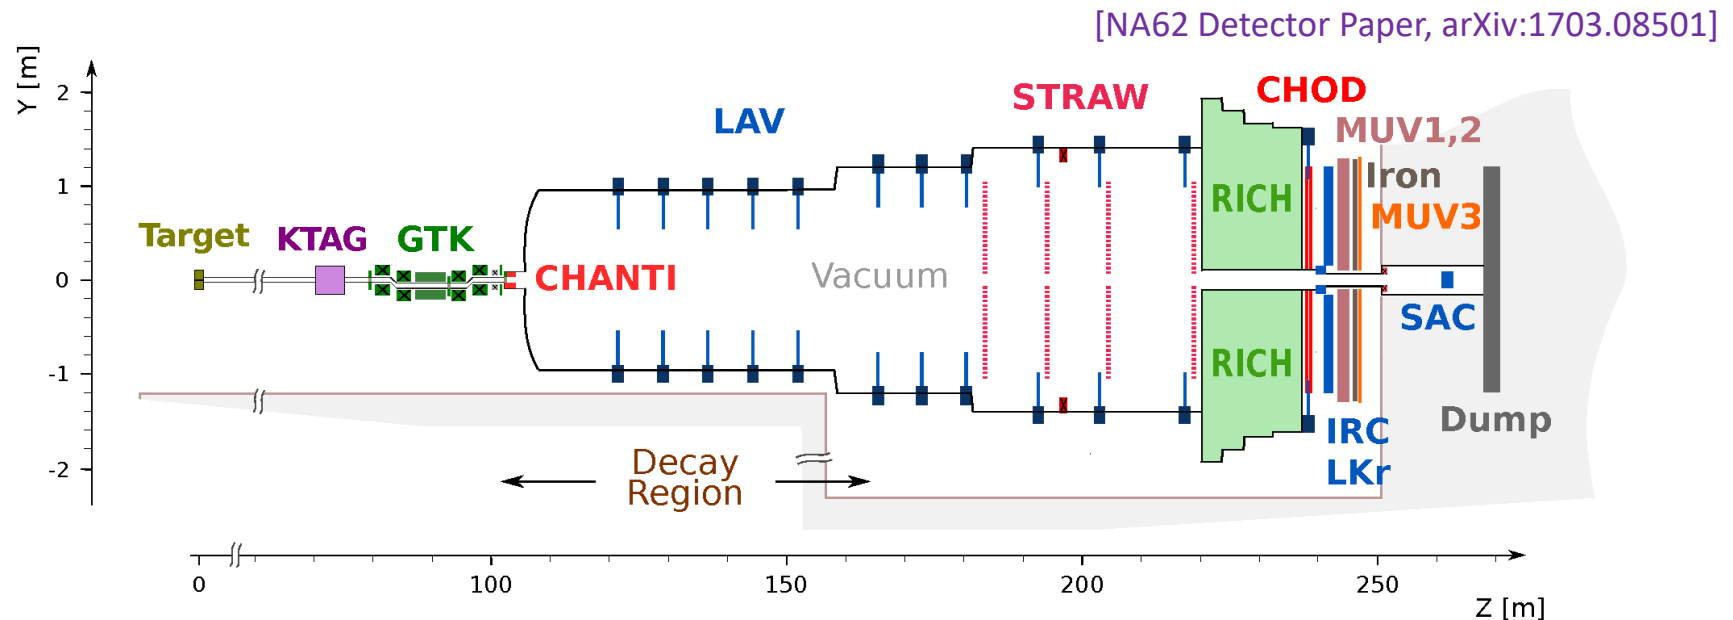 [NA62 Detector Paper, arXiv:1703.08501]
Y [m]
2
1
0
-1
-2
Target
KTAG
GTK
CHANTI
LAV
Vacuum
STRAW
RICH
RICH
CHOD
MUV1,2
Iron
MUV3
SAC
IRC
LKr
Dump
Decay
Region
0
100
150
200
250
Z [m]